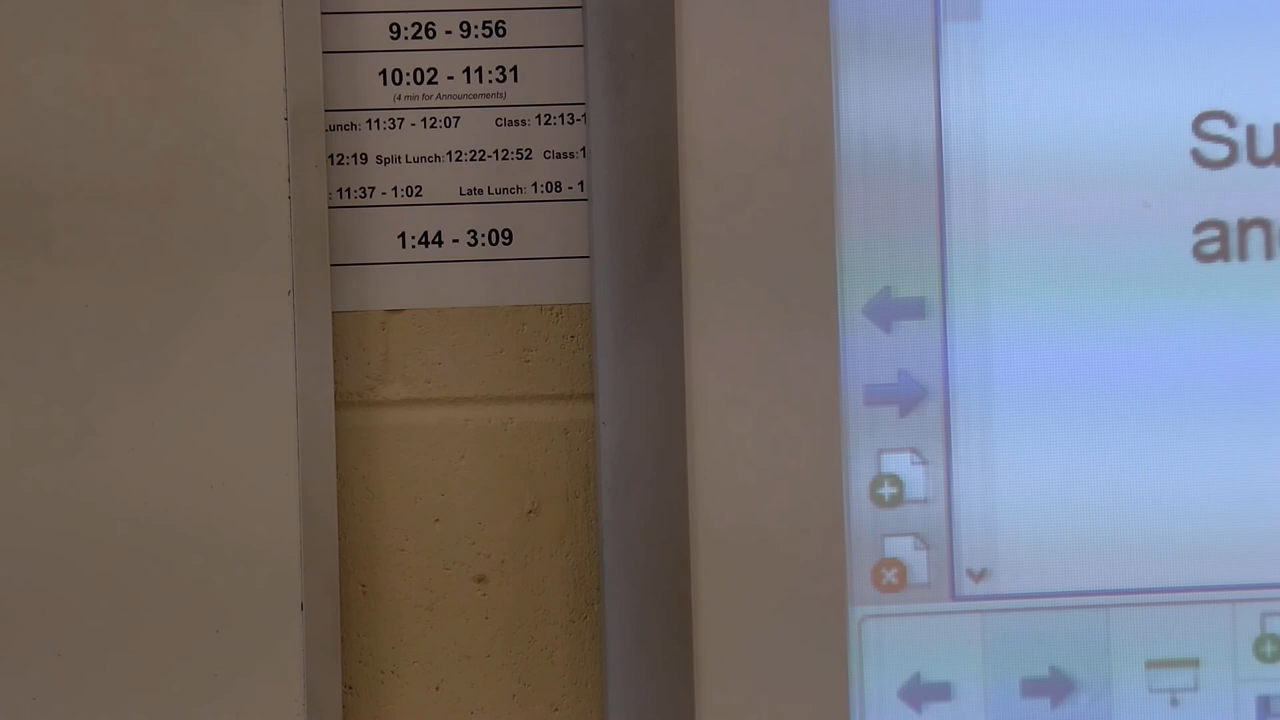 9:26 - 9:56
10:02 - 11:31
(4 min for Announcements)
unch: 11:37 - 12:07 Class: 12:13-1
12:19 Split Lunch:12:22-12:52 Class:1
: 11:37 - 1:02 Late Lunch: 1:08 - 1
1:44 - 3:09
Su
an